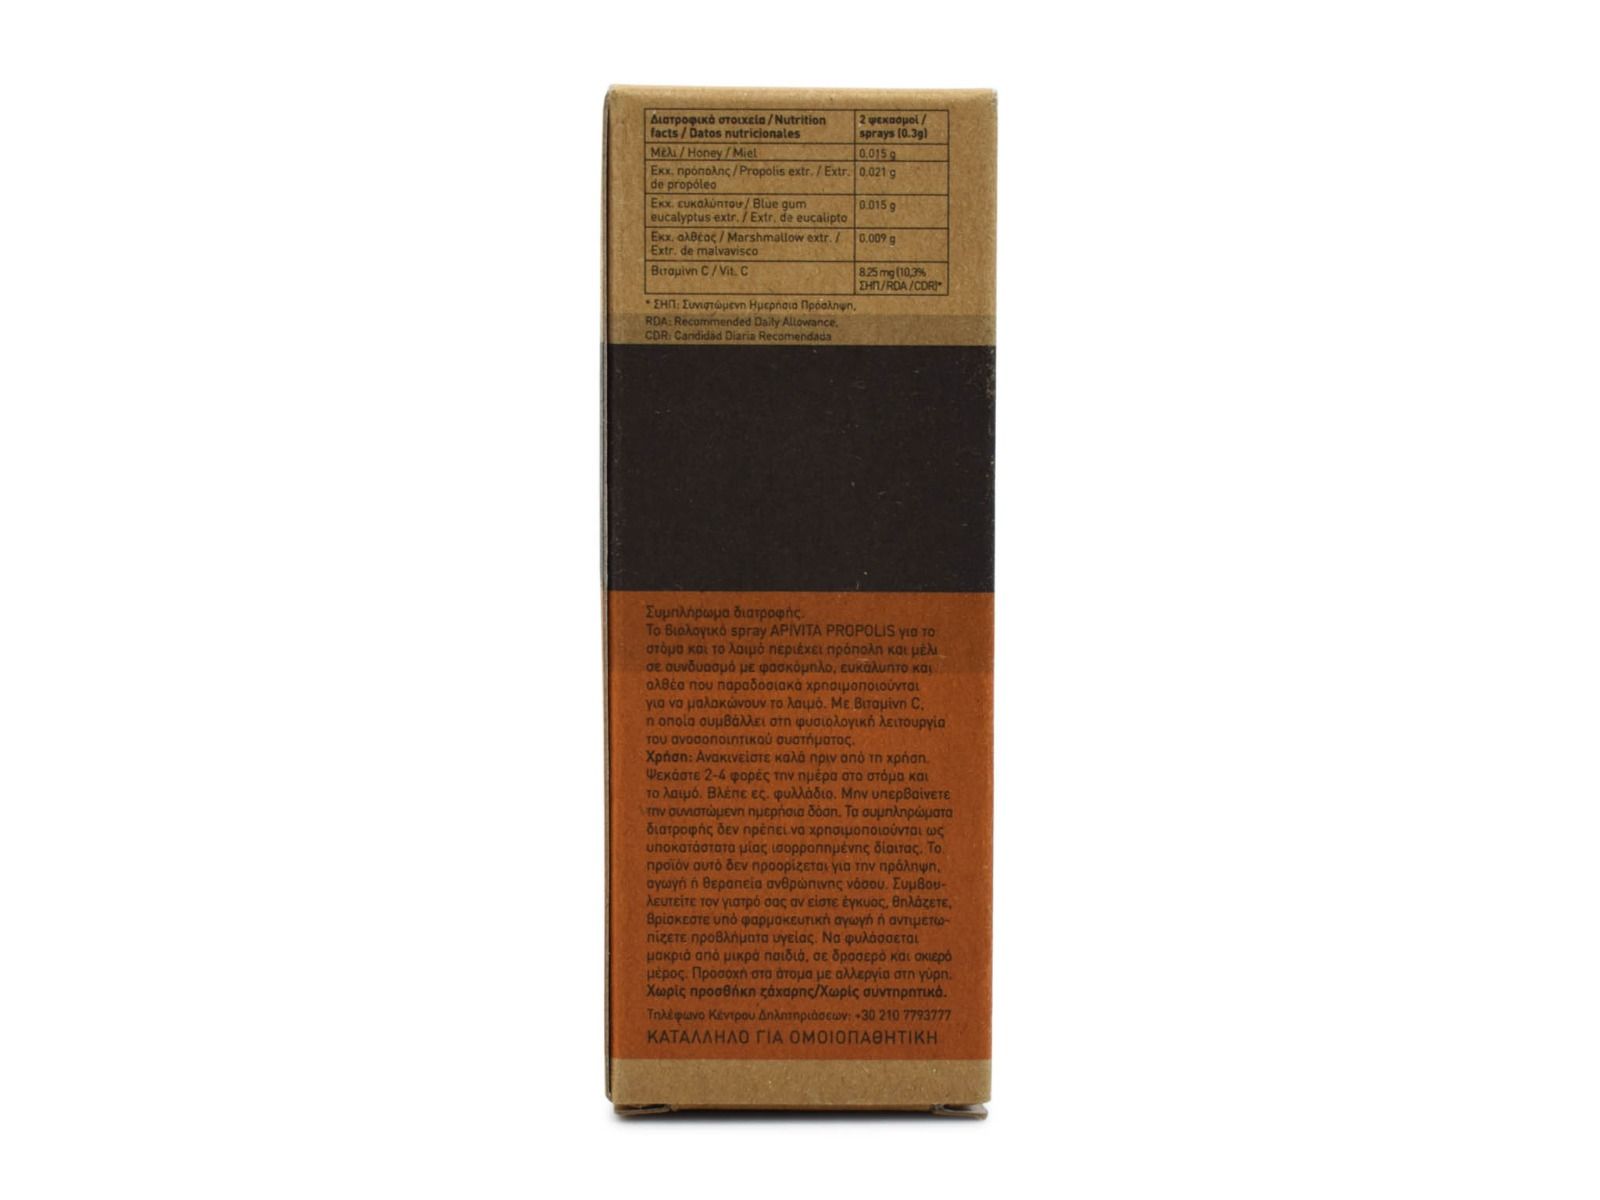 Διατροφικά στοιχεία / Nutrition facts / Datos nutricionales
2 ψεκασμοί / sprays (0.3g)
Μέλι / Honey / Miel
0.015 g
Εκχ. πρόπολης / Propolis extr. / Extr. de propóleo
0.021 g
Εκχ. ευκαλύπτου / Blue gum eucalyptus extr. / Extr. de eucalipto
0.015 g
Εκχ. αλθέας / Marshmallow extr. / Extr. de malvavisco
0.009 g
Βιταμίνη C / Vit. C
8.25 mg (10,3% ΣΗΠ/RDA/CDR)*
* ΣΗΠ: Συνιστώμενη Ημερήσια Πρόσληψη,
RDA: Recommended Daily Allowance,
CDR: Candidad Diaria Recomendada
Συμπλήρωμα διατροφής.
Το βιολογικό spray APIVITA PROPOLIS για το
στόμα και το λαιμό περιέχει πρόπολη και μέλι
σε συνδυασμό με φασκόμηλο, ευκάλυπτο και
αλθέα που παραδοσιακά χρησιμοποιούνται
για να μαλακώνουν το λαιμό. Με βιταμίνη C,
η οποία συμβάλλει στη φυσιολογική λειτουργία
του ανοσοποιητικού συστήματος.
Χρήση: Ανακινείστε καλά πριν από τη χρήση.
Ψεκάστε 2-4 φορές την ημέρα στο στόμα και
το λαιμό. Βλέπε ες. φυλλάδιο. Μην υπερβαίνετε
την συνιστώμενη ημερήσια δόση. Τα συμπληρώματα
διατροφής δεν πρέπει να χρησιμοποιούνται ως
υποκατάστατα μίας ισορροπημένης δίαιτας. Το
προϊόν αυτό δεν προορίζεται για την πρόληψη,
αγωγή ή θεραπεία ανθρώπινης νόσου. Συμβου-
λευτείτε τον γιατρό σας αν είστε έγκυος, θηλάζετε,
βρίσκεστε υπό φαρμακευτική αγωγή ή αντιμετω-
πίζετε προβλήματα υγείας. Να φυλάσσεται
μακριά από μικρά παιδιά, σε δροσερό και σκιερό
μέρος. Προσοχή στα άτομα με αλλεργία στη γύρη.
Χωρίς προσθήκη ζάχαρης/Χωρίς συντηρητικά.
Τηλέφωνο Κέντρου Δηλητηριάσεων: +30 210 7793777
ΚΑΤΑΛΛΗΛΟ ΓΙΑ ΟΜΟΙΟΠΑΘΗΤΙΚΗ